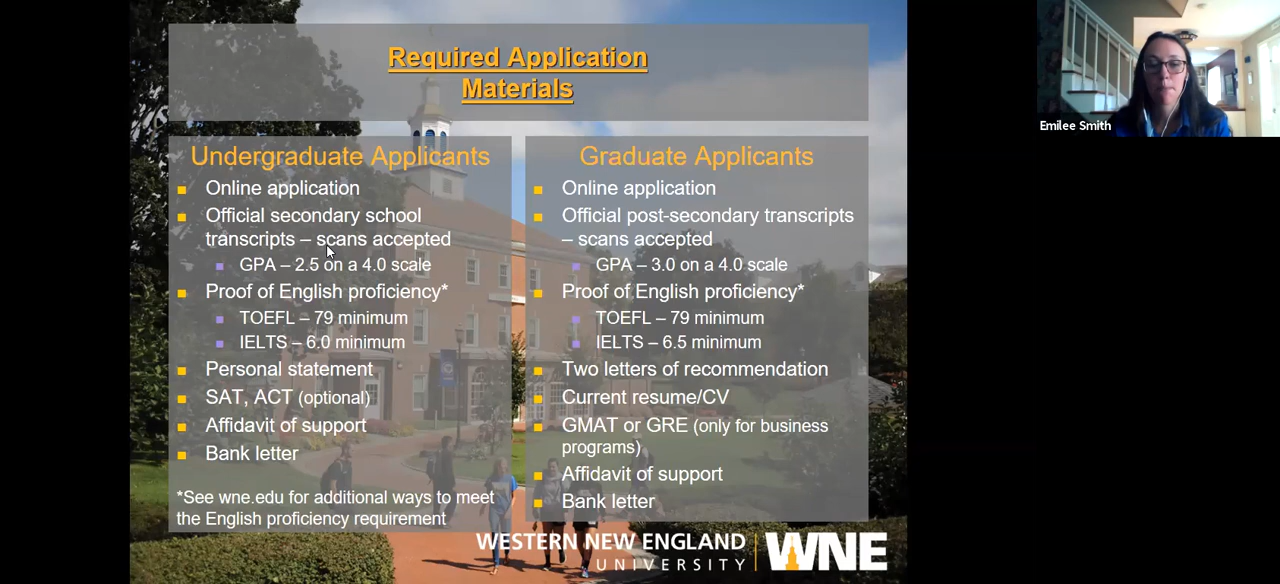 Required Application
Materials
Undergraduate Applicants
Online application
Official secondary school
transcripts – scans accepted
GPA – 2.5 on a 4.0 scale
Proof of English proficiency*
TOEFL – 79 minimum
IELTS – 6.0 minimum
Personal statement
SAT, ACT (optional)
Affidavit of support
Bank letter
*See wne.edu for additional ways to meet
the English proficiency requirement
Graduate Applicants
Online application
Official post-secondary transcripts
– scans accepted
GPA – 3.0 on a 4.0 scale
Proof of English proficiency*
TOEFL – 79 minimum
IELTS – 6.5 minimum
Two letters of recommendation
Current resume/CV
GMAT or GRE (only for business
programs)
Affidavit of support
Bank letter
WESTERN NEW ENGLAND
UNIVERSITY
WNE
Emilee Smith